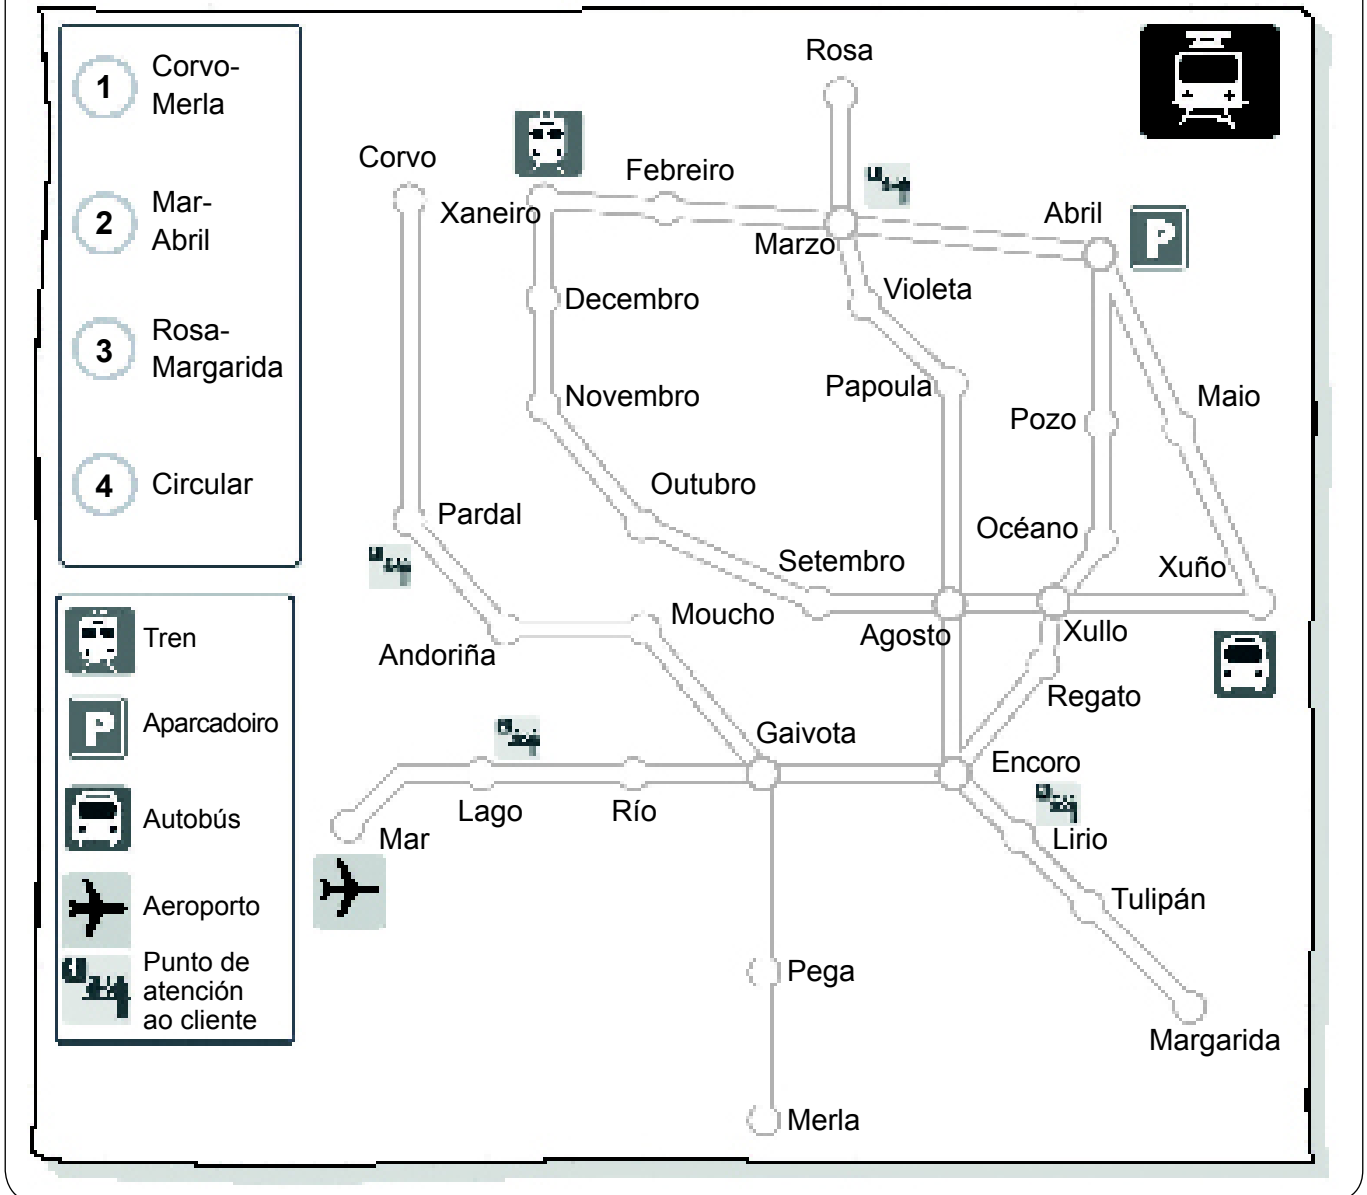 1
Corvo-
Merla
2
Mar-
Abril
3
Rosa-
Margarida
4
Circular
Tren
P
Aparcadoiro
Autobús
Aeroporto
Punto de
atención
ao cliente
Rosa
Corvo
Febreiro
Xaneiro
Marzo
Abril
P
Violeta
Decembro
Papoula
Novembro
Maio
Pozo
Outubro
Pardal
Océano
Setembro
Xuño
Moucho
Agosto
Xullo
Andoriña
Regato
Gaivota
Encoro
Lago
Río
Mar
Lirio
Tulipán
Pega
Margarida
Merla